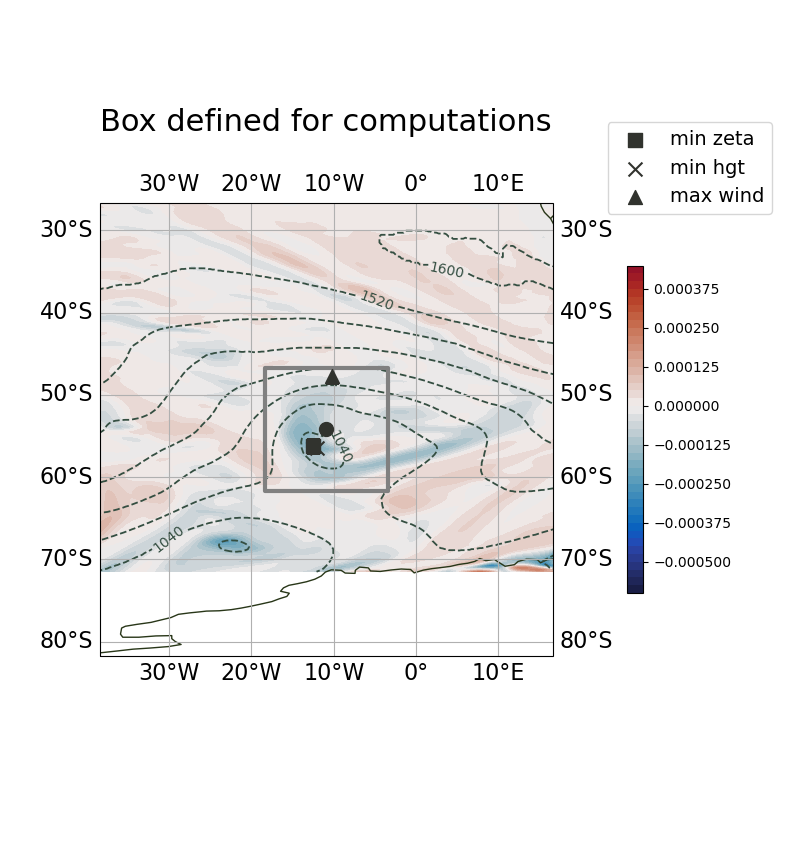 Box defined for computations
min zeta
min hgt
max wind
30°W 20°W 10°W 0° 10°E
30°S 30°S
40°S 40°S
50°S 50°S
60°S 60°S
70°S 70°S
80°S 80°S
1600
1520
1040
1040
30°W 20°W 10°W 0° 10°E
0.000375
0.000250
0.000125
0.000000
−0.000125
−0.000250
−0.000375
−0.000500